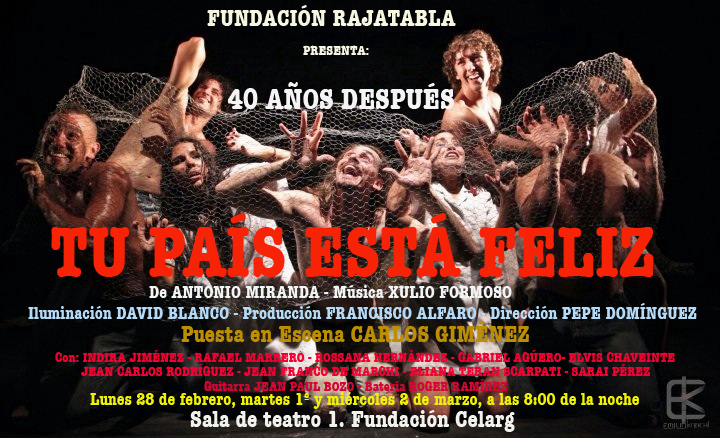 FUNDACIÓN RAJATABLA
PRESENTA:
40 AÑOS DESPUÉS
TU PAÍS ESTÁ FELIZ
De ANTONIO MIRANDA - Música XULIO FORMOSO
Iluminación DAVID BLANCO - Producción FRANCISCO ALFARO Dirección PEPE DOMÍNGUEZ
Puesta en Escena CARLOS GIMÉNEZ
Con: INDIRA JIMÉNEZ - RAFAEL MARRERO - ROSSANA HERNÁNDEZ - GABRIEL AGÜERO- ELVIS CHAVEINTE
JEAN CARLOS RODRÍGUEZ - JEAN FRANCO DE MARCHI - ELIANA TERÁN SCARPATI - SARAI PÉREZ
Guitarra JEAN PAUL BOZO - Batería ROGER RAMÍREZ
Lunes 28 de febrero, martes 1º y miércoles 2 de marzo, a las 8:00 de la noche
Sala de teatro 1. Fundación Celarg